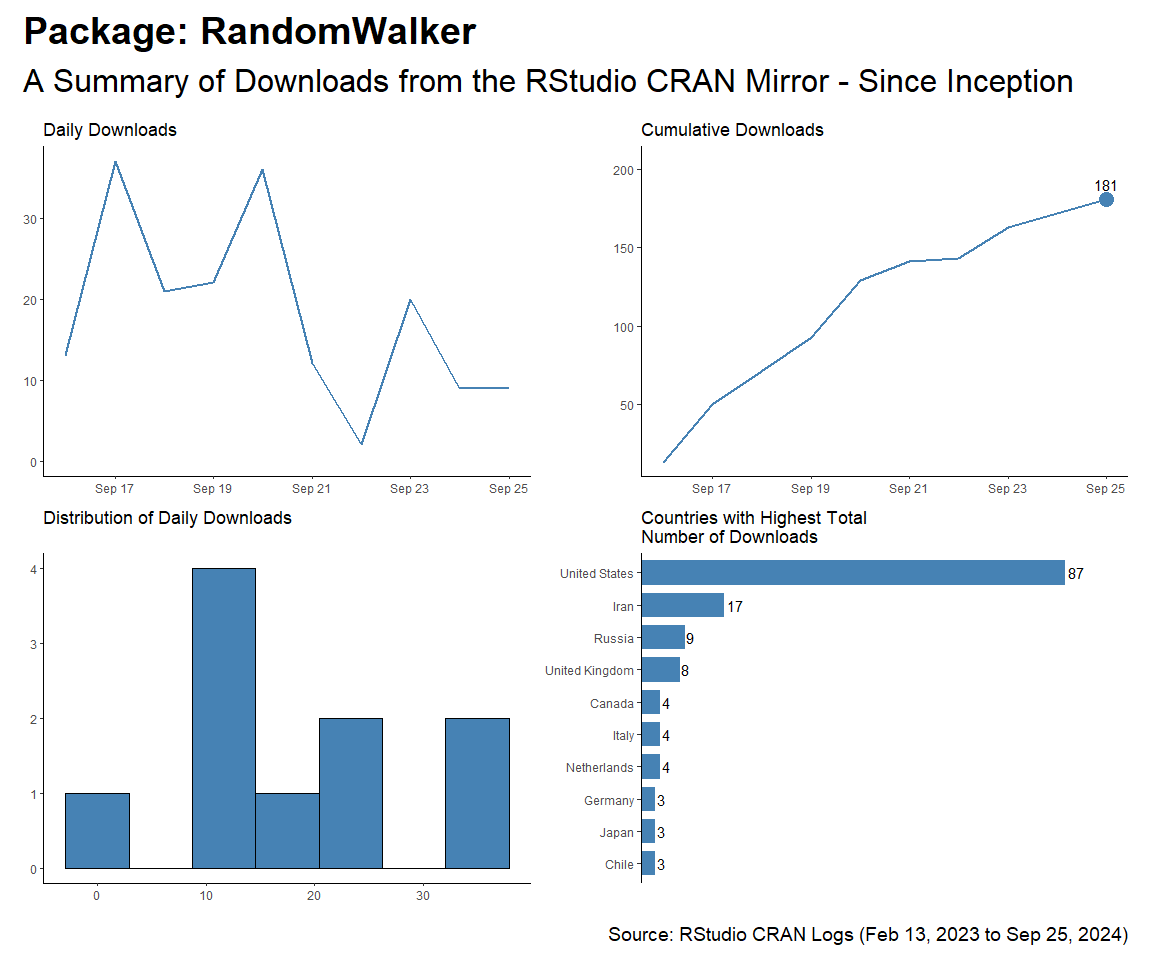 Package: RandomWalker
A Summary of Downloads from the RStudio CRAN Mirror - Since Inception
Daily Downloads
30
20
10
0
Sep 17 Sep 19 Sep 21 Sep 23 Sep 25
Cumulative Downloads
200
150
100
50
181
Sep 17 Sep 19 Sep 21 Sep 23 Sep 25
Distribution of Daily Downloads
4
3
2
1
0
0 10 20 30
Countries with Highest Total
Number of Downloads
United States 87
Iran 17
Russia 9
United Kingdom 8
Canada 4
Italy 4
Netherlands 4
Germany 3
Japan 3
Chile 3
Source: RStudio CRAN Logs (Feb 13, 2023 to Sep 25, 2024)